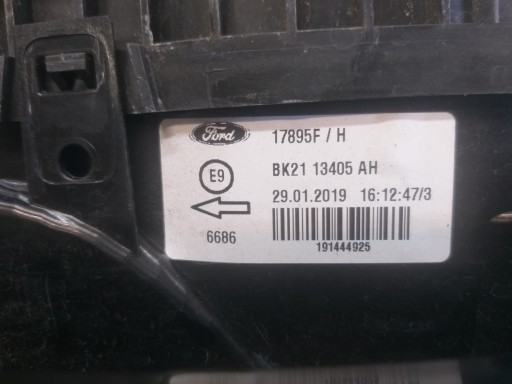 Ford
17895F / H
E9
BK21 13405 AH
29.01.2019 16:12:47/3
6686
191444925